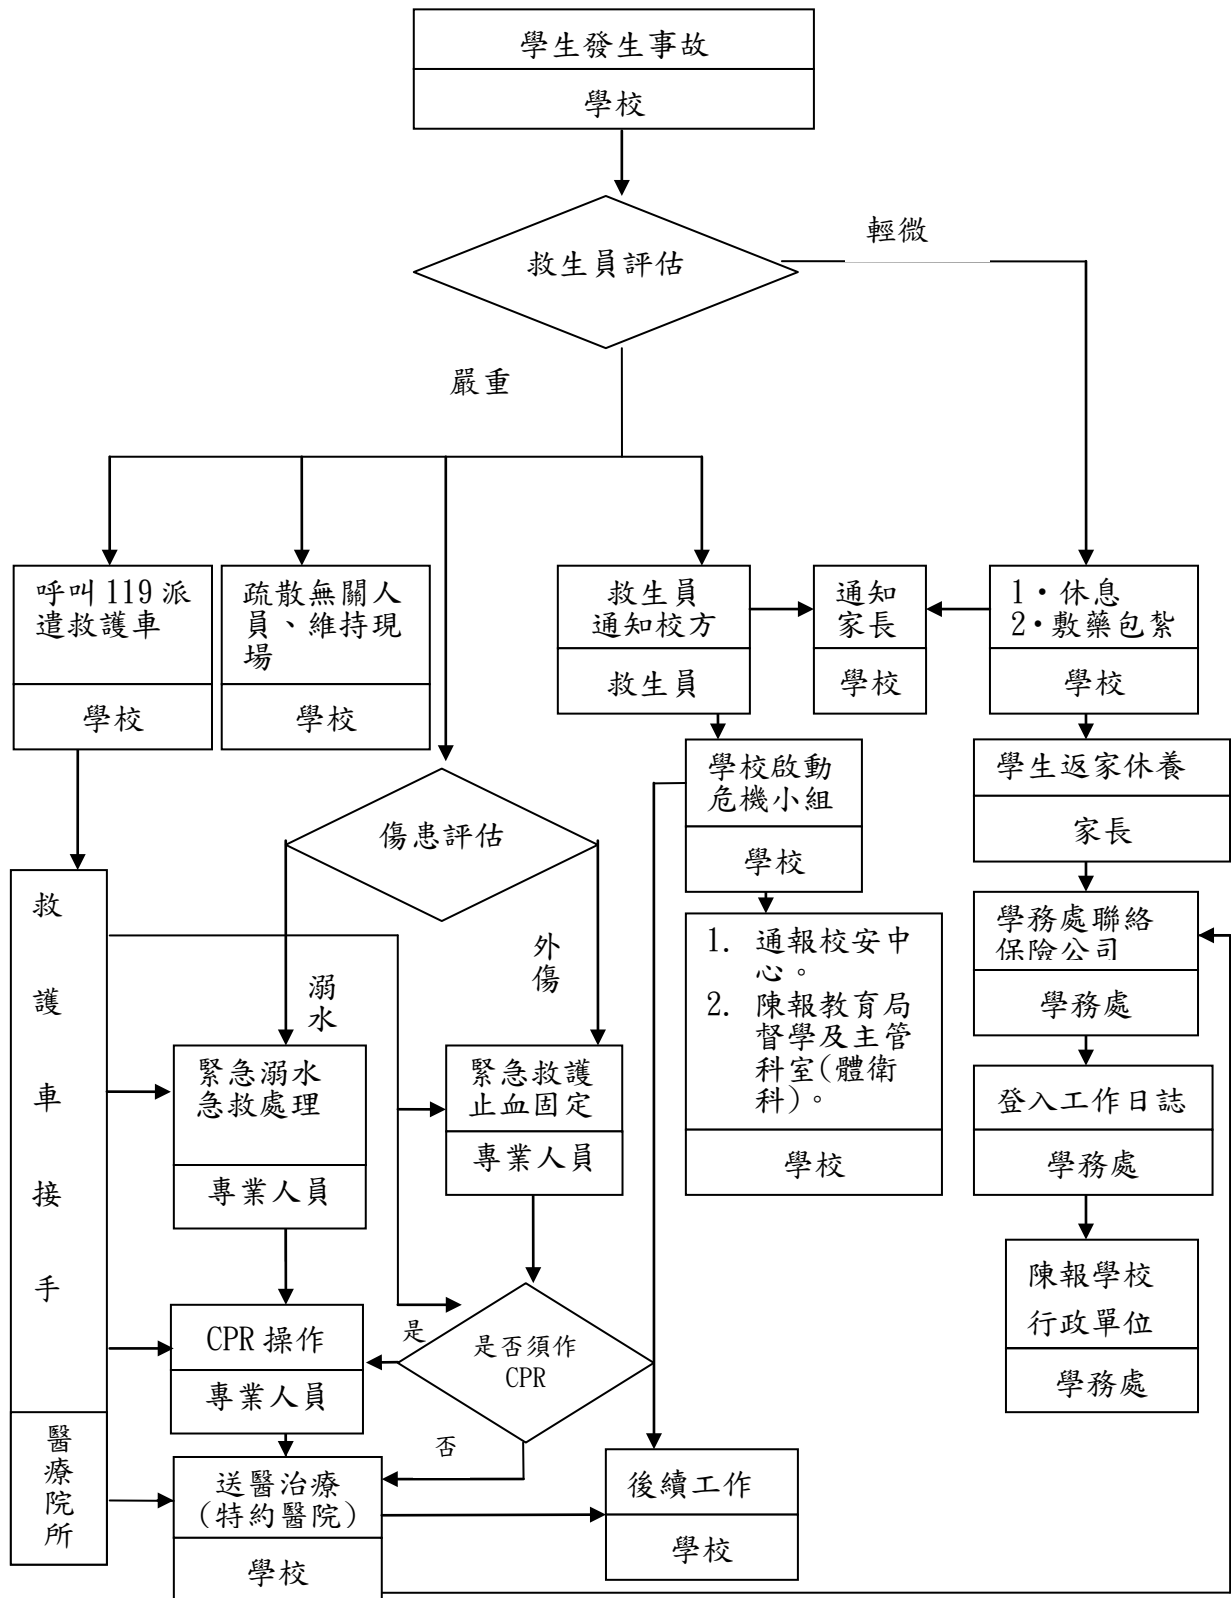 學生發生事故
學校
救生員評估
輕微
嚴重
呼叫 119 派
遣救護車
學校
疏散無關人
員、維持現
場
學校
救生員
通知校方
救生員
通知
家長
學校
1·休息
2·敷藥包紮
學校
傷患評估
學校啟動
危機小組
學校
學生返家休養
家長
救護車接手
溺水
外傷
1. 通報校安中
心。
2. 陳報教育局
督學及主管
科室(體衛
科)。
學校
學務處聯絡
保險公司
學務處
緊急溺水
急救處理
專業人員
緊急救護
止血固定
專業人員
登入工作日誌
學務處
CPR 操作
專業人員
是
是否須作
CPR
否
陳報學校
行政單位
學務處
醫療院所
送醫治療
(特約醫院)
學校
後續工作
學校